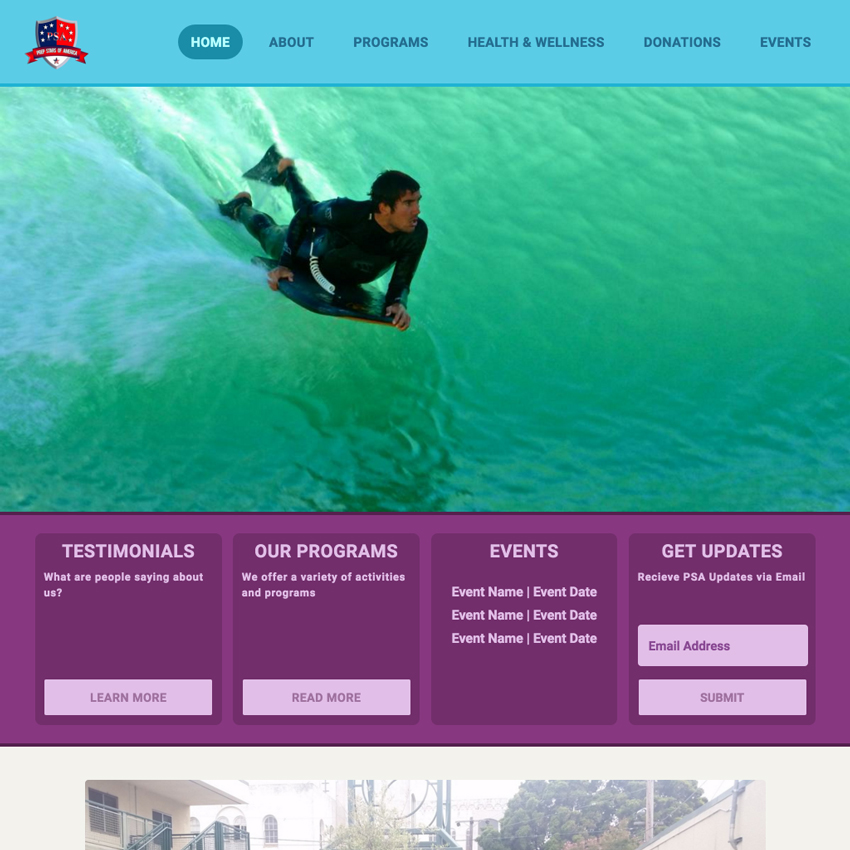 PSA
PREP STARS OF AMERICA
HOME
ABOUT
PROGRAMS
HEALTH & WELLNESS
DONATIONS
EVENTS
TESTIMONIALS
What are people saying about
us?
LEARN MORE
OUR PROGRAMS
We offer a variety of activities
and programs
READ MORE
EVENTS
Event Name | Event Date
Event Name | Event Date
Event Name | Event Date
GET UPDATES
Recieve PSA Updates via Email
Email Address
SUBMIT